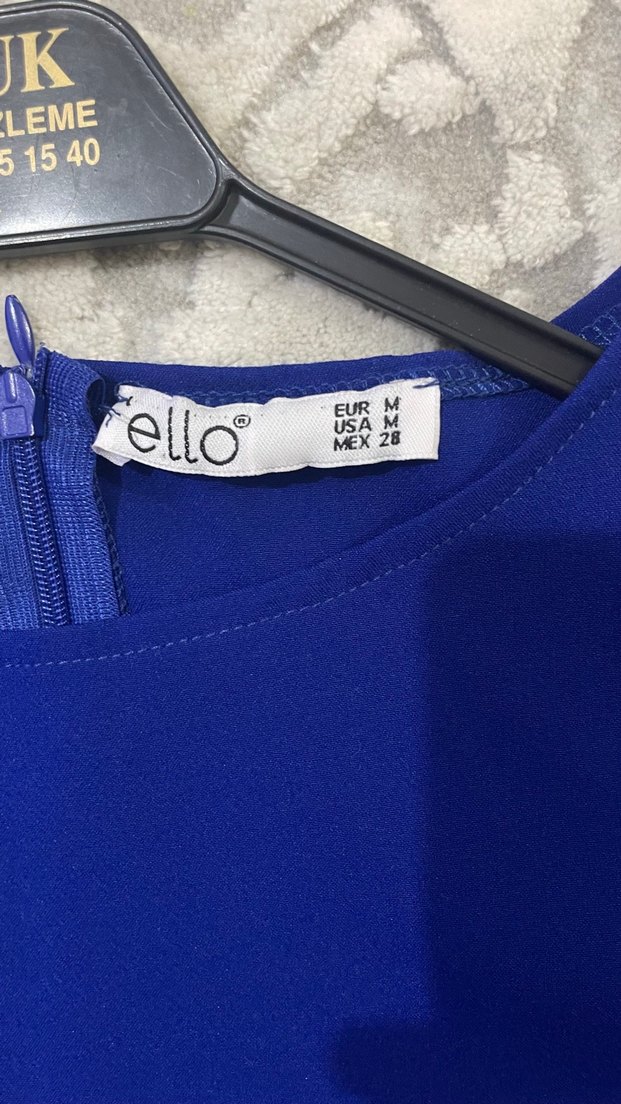 UK
ZLEME
5 15 40
ello®
EUR M
USA M
MEX 28